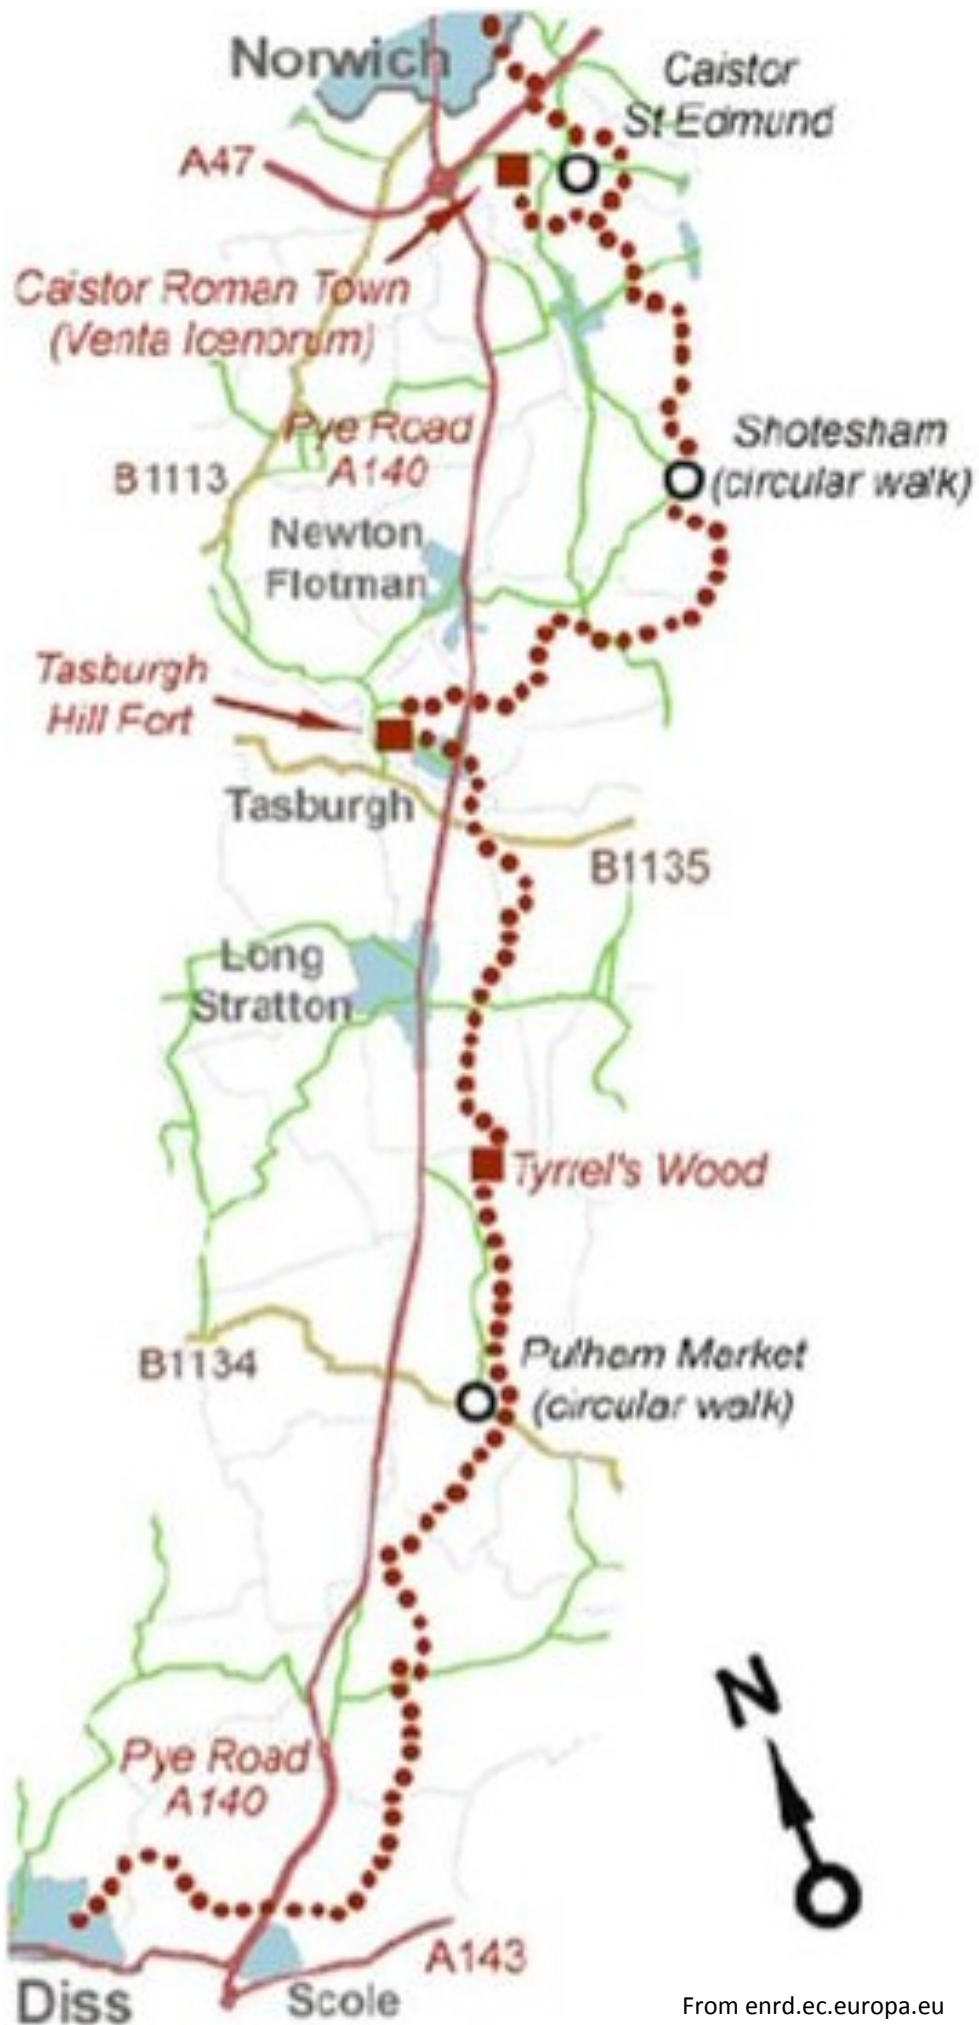 Norwich
Caistor
St Edmund
A47
Caistor Roman Town
(Venta Icenorum)
Pye Road
A140
B1113
Shotesham
(circular walk)
Newton
Flotman
Tasburgh
Hill Fort
Tasburgh
B1135
Long
Stratton
Tyrrel's Wood
B1134
Pulham Market
(circular walk)
N
Pye Road
A140
A143
Diss
Scole
From enrd.ec.europa.eu